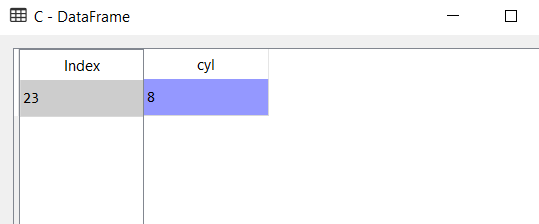 C - DataFrame
Index cyl
23 8